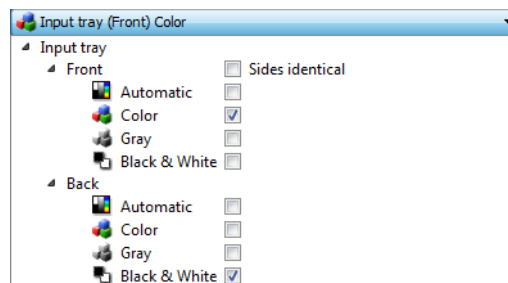 Input tray (Front) Color
Input tray
Front Sides identical
Automatic
Color
Gray
Black & White
Back
Automatic
Color
Gray
Black & White